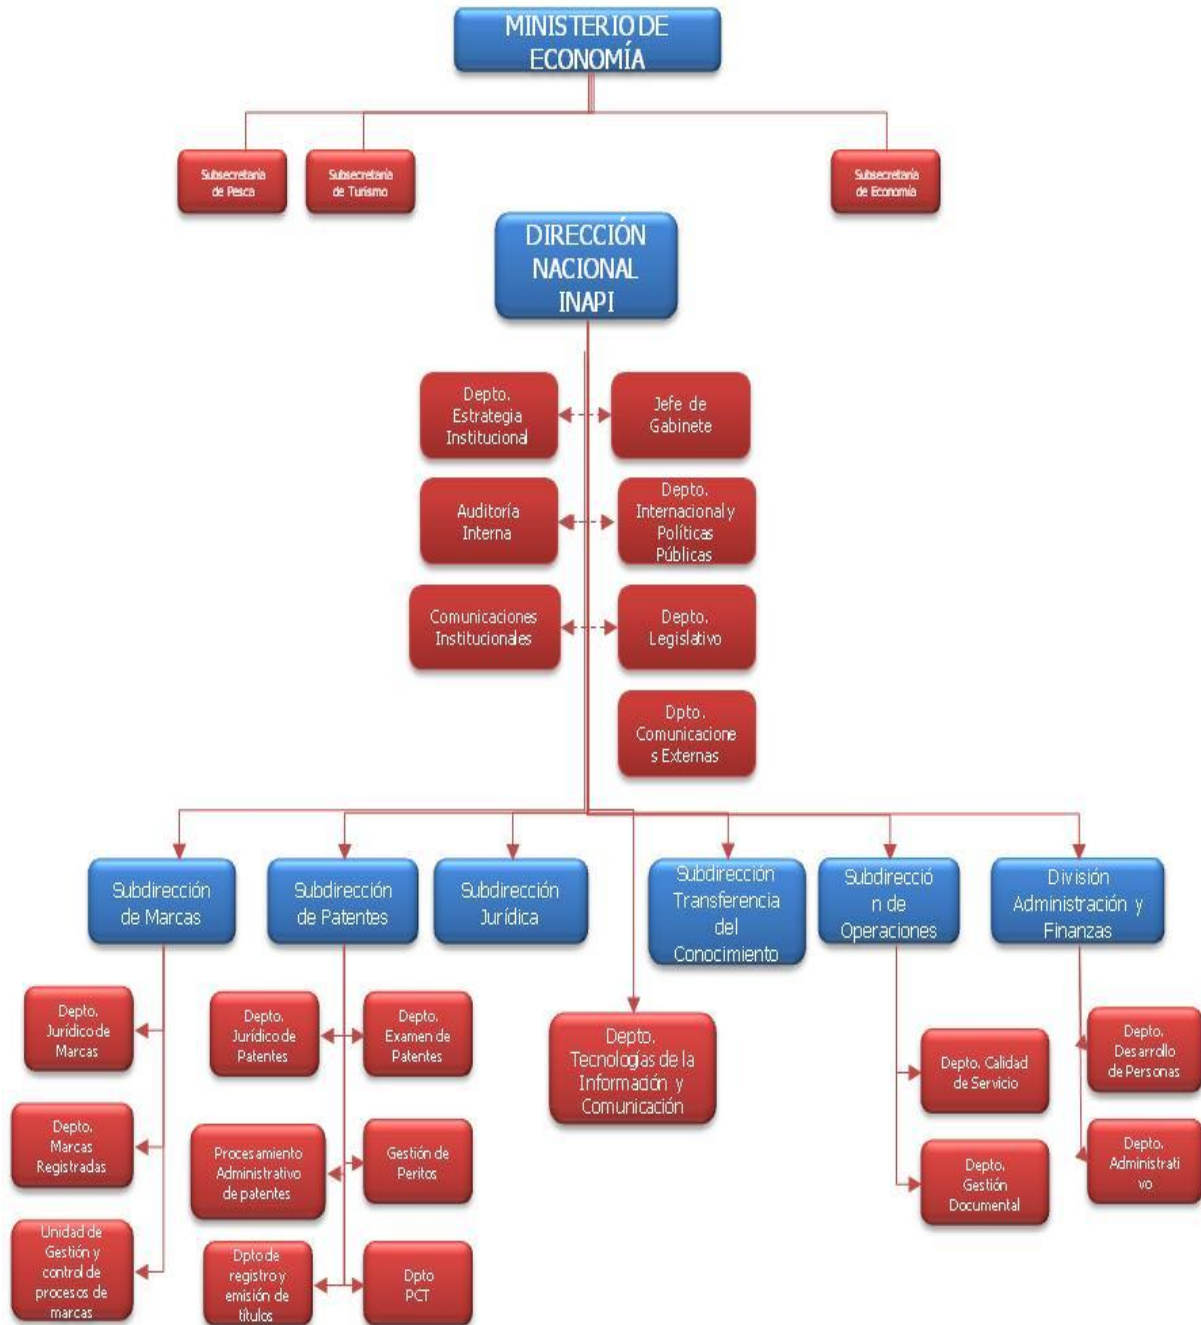 MINISTERIO DE
ECONOMÍA
Subsecretaría
de Pesca
Subsecretaría
de Turismo
Subsecretaría
de Economía
DIRECCIÓN
NACIONAL
INAPI
Depto.
Estrategia
Institucional
Jefe de
Gabinete
Auditoría
Interna
Depto.
Internacional y
Políticas
Públicas
Comunicaciones
Institucionales
Depto.
Legislativo
Dpto.
Comunicacione
s Externas
Subdirección
de Marcas
Subdirección
de Patentes
Subdirección
Jurídica
Subdirección
Transferencia
del
Conocimiento
Subdirecció
n de
Operaciones
División
Administración y
Finanzas
Depto.
Jurídico de
Marcas
Depto.
Jurídico de
Patentes
Depto.
Examen de
Patentes
Depto.
Tecnologías de la
Información y
Comunicación
Depto. Calidad
de Servicio
Depto.
Desarrollo
de Personas
Depto.
Marcas
Registradas
Procesamiento
Administrativo
de patentes
Gestión de
Peritos
Depto.
Gestión
Documental
Depto.
Administrati
vo
Unidad de
Gestión y
control de
procesos de
marcas
Dpto de
registro y
emisión de
títulos
Dpto
PCT